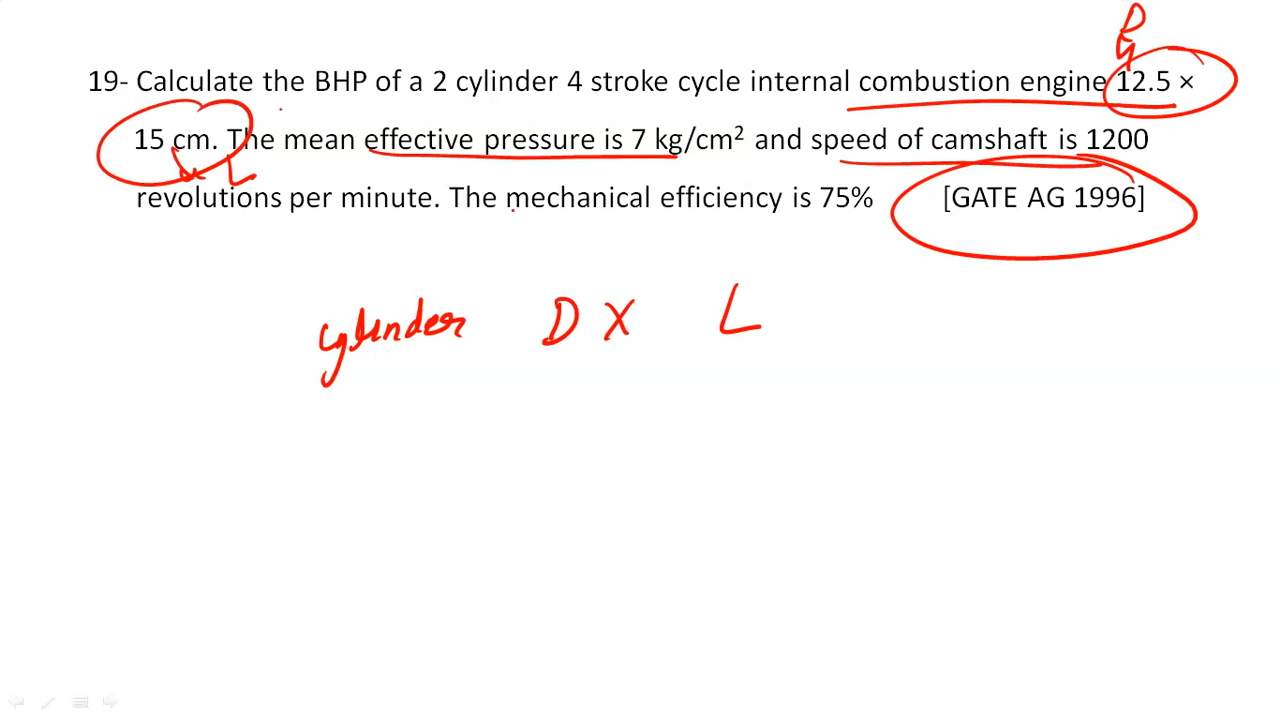 D
19- Calculate the BHP of a 2 cylinder 4 stroke cycle internal combustion engine 12.5 ×
15 cm. The mean effective pressure is 7 kg/cm² and speed of camshaft is 1200
L
revolutions per minute. The mechanical efficiency is 75% [GATE AG 1996]
cylinder D X L